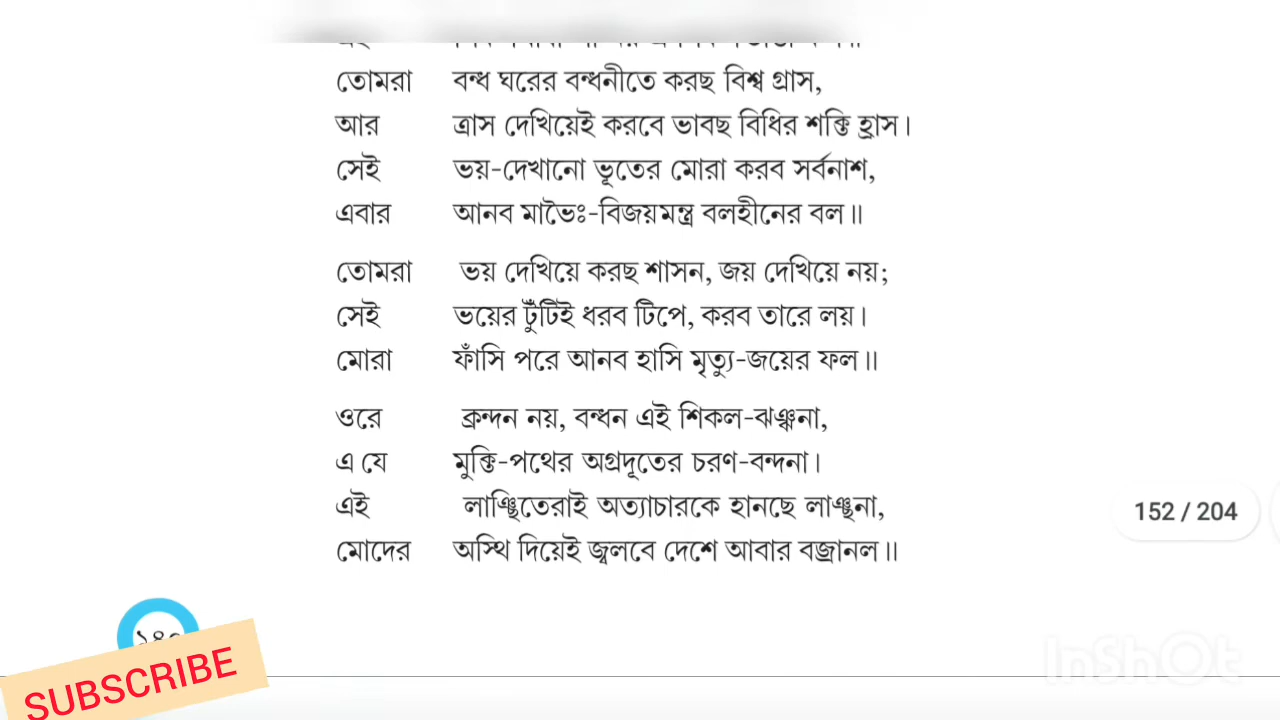 তোমরা বন্ধ ঘরের বন্ধনীতে করছ বিশ্ব গ্রাস,
আর ত্রাস দেখিয়েই করবে ভাবছ বিধির শক্তি হ্রাস।
সেই ভয়-দেখানো ভূতের মোরা করব সর্বনাশ,
এবার আনব মাভৈঃ-বিজয়মন্ত্র বলহীনের বল॥
তোমরা ভয় দেখিয়ে করছ শাসন, জয় দেখিয়ে নয়;
সেই ভয়ের টুঁটিই ধরব টিপে, করব তারে লয়।
মোরা ফাঁসি পরে আনব হাসি মৃত্যু-জয়ের ফল॥
ওরে ক্রন্দন নয়, বন্ধন এই শিকল-ঝঞ্ঝনা,
এ যে মুক্তি-পথের অগ্রদূতের চরণ-বন্দনা।
এই লাঞ্ছিতেরাই অত্যাচারকে হানছে লাঞ্ছনা,
মোদের অস্থি দিয়েই জ্বলবে দেশে আবার বজ্রানল॥
152 / 204
SUBSCRIBE
InShOt